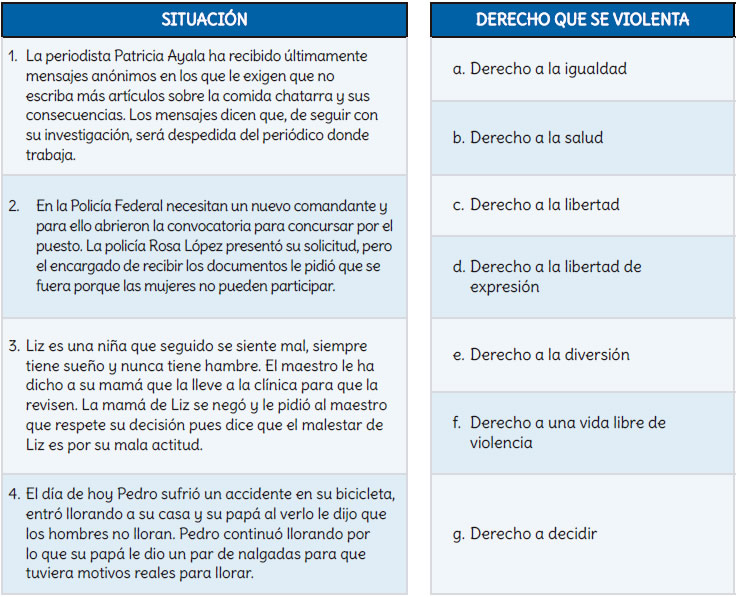 SITUACIÓN
1. La periodista Patricia Ayala ha recibido últimamente
mensajes anónimos en los que le exigen que no
escriba más artículos sobre la comida chatarra y sus
consecuencias. Los mensajes dicen que, de seguir con
su investigación, será despedida del periódico donde
trabaja.
2. En la Policía Federal necesitan un nuevo comandante y
para ello abrieron la convocatoria para concursar por el
puesto. La policía Rosa López presentó su solicitud, pero
el encargado de recibir los documentos le pidió que se
fuera porque las mujeres no pueden participar.
3. Liz es una niña que seguido se siente mal, siempre
tiene sueño y nunca tiene hambre. El maestro le ha
dicho a su mamá que la lleve a la clínica para que la
revisen. La mamá de Liz se negó y le pidió al maestro
que respete su decisión pues dice que el malestar de
Liz es por su mala actitud.
4. El día de hoy Pedro sufrió un accidente en su bicicleta,
entró llorando a su casa y su papá al verlo le dijo que
los hombres no lloran. Pedro continuó llorando por
lo que su papá le dio un par de nalgadas para que
tuviera motivos reales para llorar.
DERECHO QUE SE VIOLENTA
a. Derecho a la igualdad
b. Derecho a la salud
c. Derecho a la libertad
d. Derecho a la libertad de
expresión
e. Derecho a la diversión
f. Derecho a una vida libre de
violencia
g. Derecho a decidir